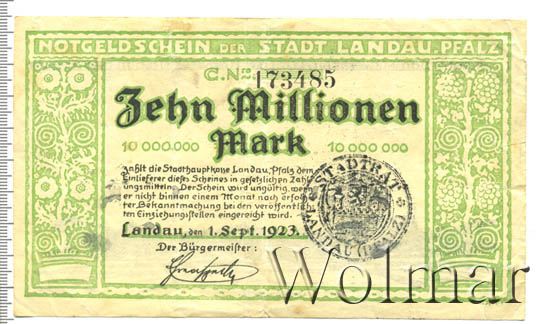 NOTGELDSCHEIN DER STADT LANDAU, PFALZ
C.No 173485
Zehn Millionen
Mark
10 000.000 10 000 000
zahlt die Stadthauptkasse Landau, Pfalz dem
Einlieferer dieses Scheines in gesetzlichen Zahl
ungsmitteln. Der Schein wird ungültig, wenn
er nicht binnen einem Monat nach erfolg
ter Bekanntmachung bei den veröffentlich
ten Einziehungsstellen eingereicht wird.
Landau, den 1. Sept. 1923.
Der Bürgermeister:
STADTRAT
LANDAU (PFALZ)
Wolmar